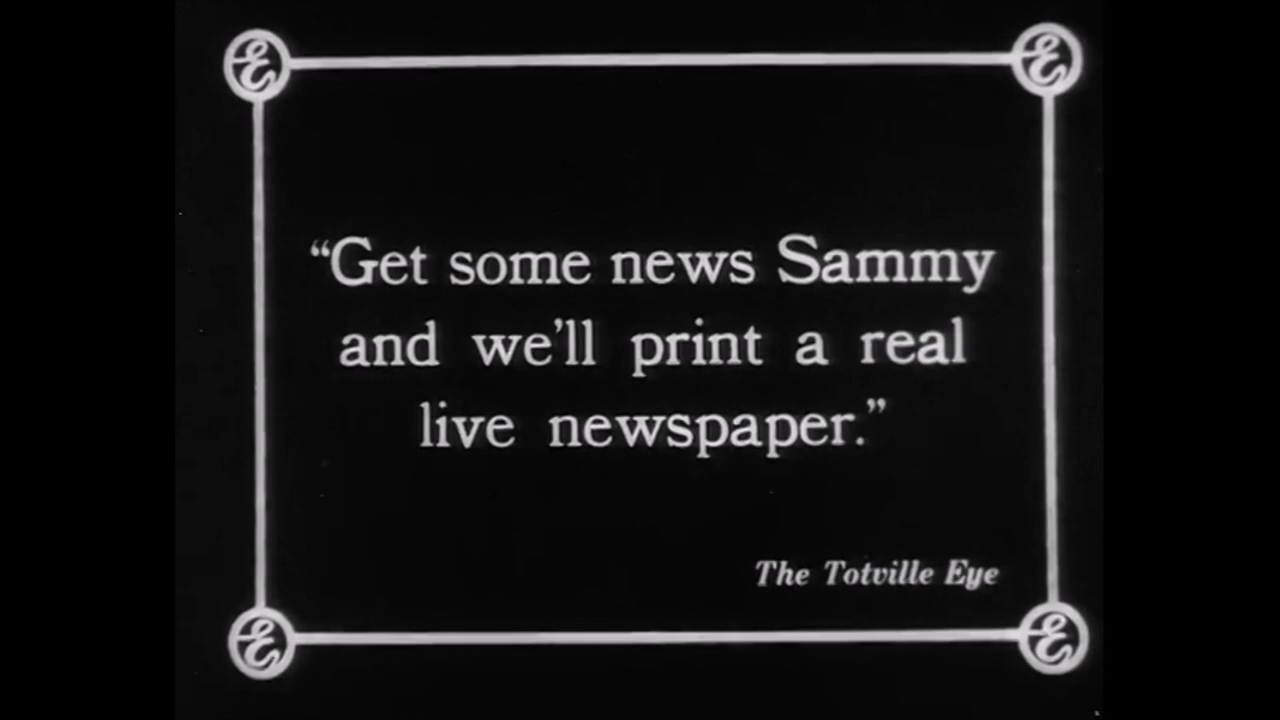 E E
“Get some news Sammy
and we’ll print a real
live newspaper.”
The Totville Eye
E E